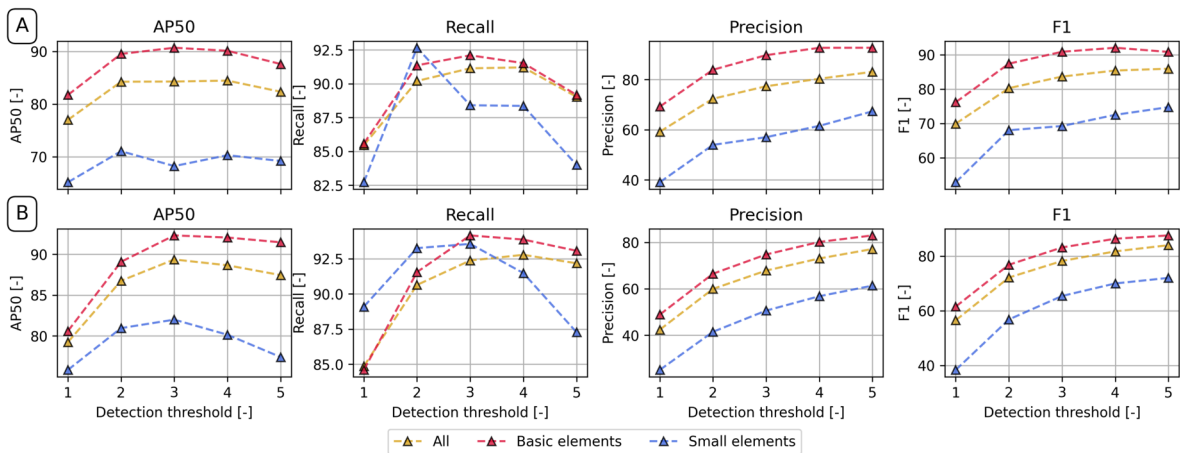 A
AP50 Recall Precision F1
AP50 [-]
90
80
70
Recall [-]
92.5
90.0
87.5
85.0
82.5
Precision [-]
80
60
40
F1 [-]
90
80
70
60
B
AP50 Recall Precision F1
AP50 [-]
90
85
80
Recall [-]
92.5
90.0
87.5
85.0
Precision [-]
80
60
40
F1 [-]
80
60
40
1 2 3 4 5 1 2 3 4 5 1 2 3 4 5 1 2 3 4 5
Detection threshold [-] Detection threshold [-] Detection threshold [-] Detection threshold [-]
All Basic elements Small elements